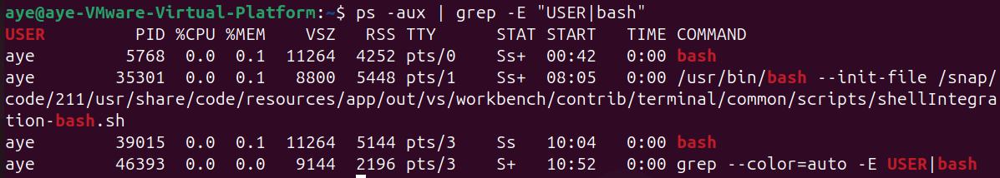 aye@aye-VMware-Virtual-Platform:~$ ps -aux | grep -E "USER|bash"
USER         PID %CPU %MEM    VSZ   RSS TTY      STAT START   TIME COMMAND
aye         5768  0.0  0.1  11264  4252 pts/0    Ss+  00:42   0:00 bash
aye        35301  0.0  0.1   8800  5448 pts/1    Ss+  08:05   0:00 /usr/bin/bash --init-file /snap/
code/211/usr/share/code/resources/app/out/vs/workbench/contrib/terminal/common/scripts/shellIntegra
tion-bash.sh
aye        39015  0.0  0.1  11264  5144 pts/3    Ss   10:04   0:00 bash
aye        46393  0.0  0.0   9144  2196 pts/3    S+   10:52   0:00 grep --color=auto -E USER|bash